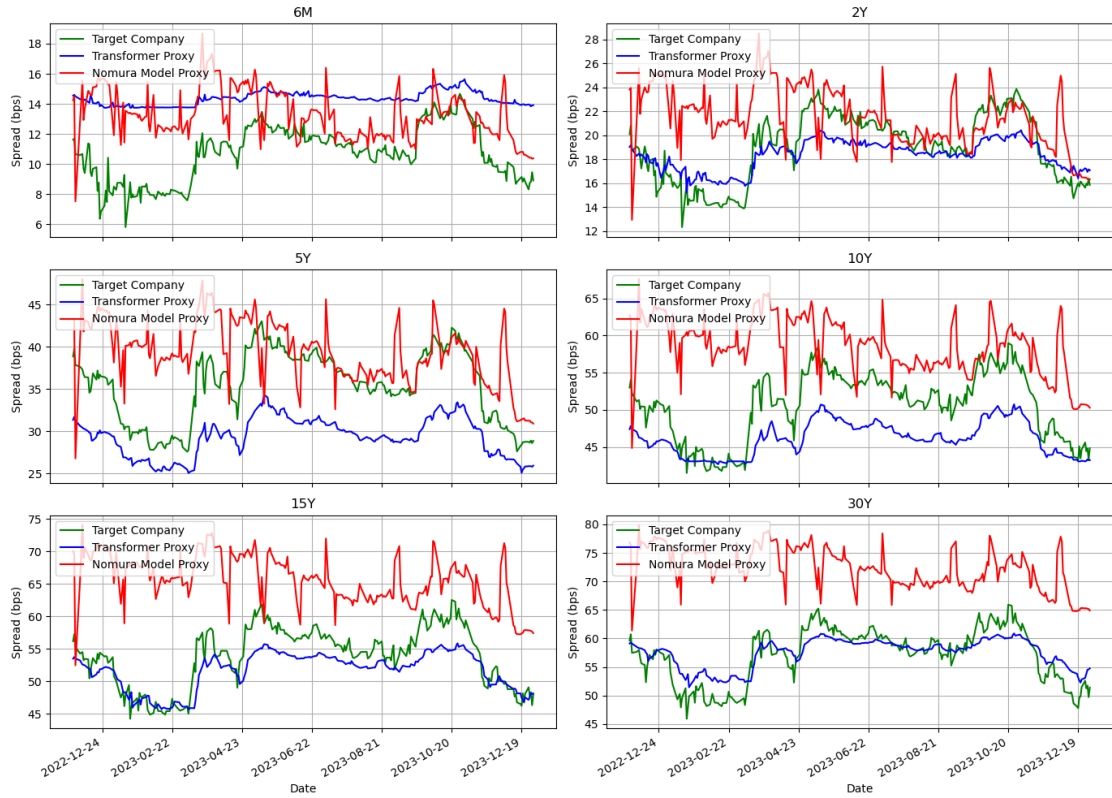 6M
Spread (bps)
18
16
14
12
10
8
6
Target Company
Transformer Proxy
Nomura Model Proxy
2Y
Spread (bps)
28
26
24
22
20
18
16
14
12
Target Company
Transformer Proxy
Nomura Model Proxy
5Y
Spread (bps)
45
40
35
30
25
Target Company
Transformer Proxy
Nomura Model Proxy
10Y
Spread (bps)
65
60
55
50
45
Target Company
Transformer Proxy
Nomura Model Proxy
15Y
Spread (bps)
75
70
65
60
55
50
45
Target Company
Transformer Proxy
Nomura Model Proxy
2022-12-24
2023-02-22
2023-04-23
2023-06-22
2023-08-21
2023-10-20
2023-12-19
Date
30Y
Spread (bps)
80
75
70
65
60
55
50
45
Target Company
Transformer Proxy
Nomura Model Proxy
2022-12-24
2023-02-22
2023-04-23
2023-06-22
2023-08-21
2023-10-20
2023-12-19
Date